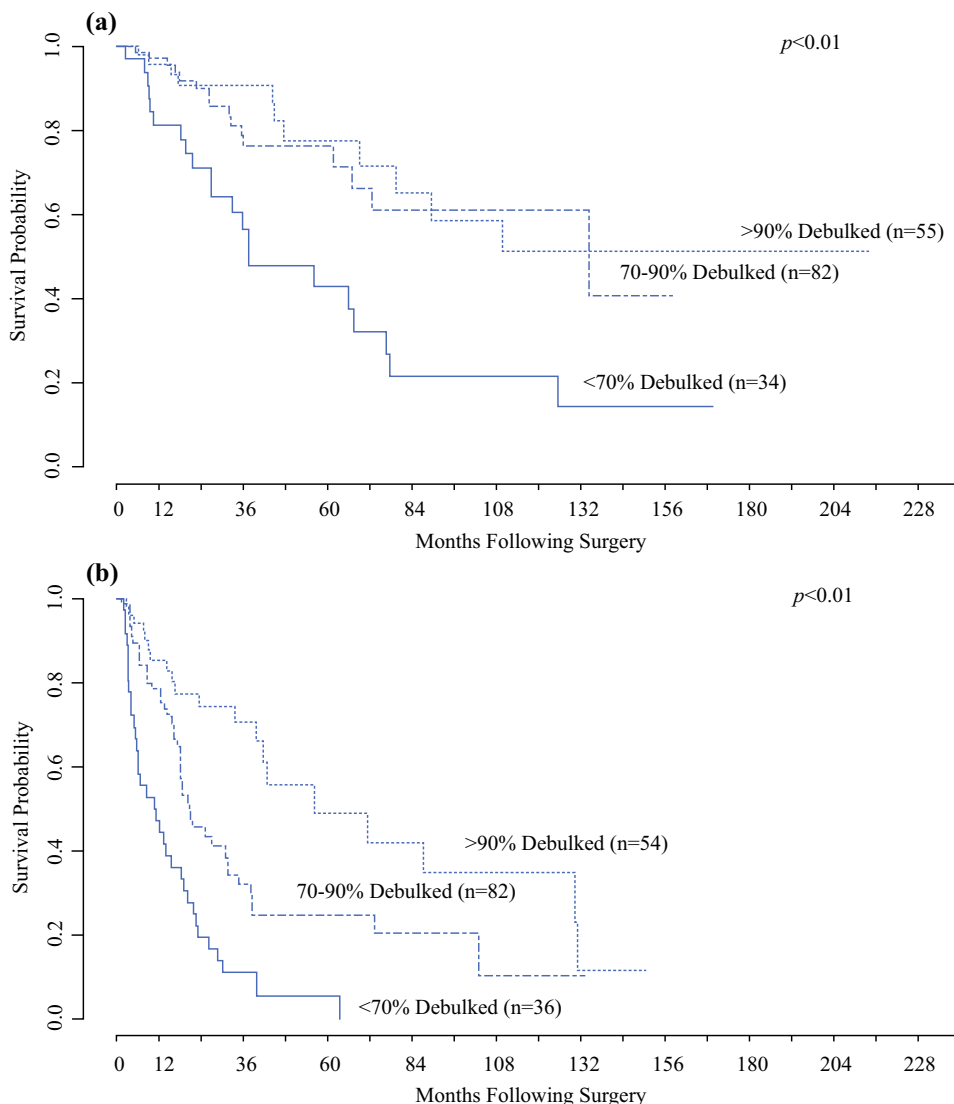 (a)
p<0.01
Survival Probability
1.0
0.8
0.6
0.4
0.2
0.0
>90% Debulked (n=55)
70-90% Debulked (n=82)
<70% Debulked (n=34)
0 12 36 60 84 108 132 156 180 204 228
Months Following Surgery
(b)
p<0.01
Survival Probability
1.0
0.8
0.6
0.4
0.2
0.0
>90% Debulked (n=54)
70-90% Debulked (n=82)
<70% Debulked (n=36)
0 12 36 60 84 108 132 156 180 204 228
Months Following Surgery